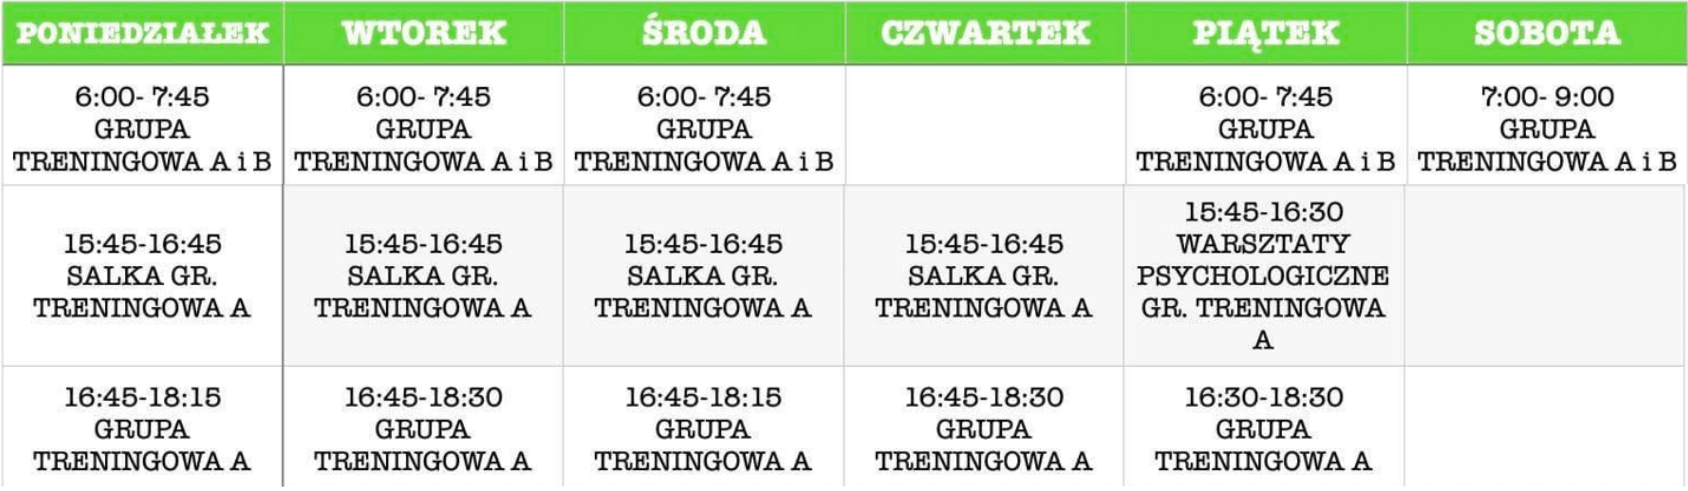 PONIEDZIAŁEK WTOREK ŚRODA CZWARTEK PIĄTEK SOBOTA
6:00- 7:45
GRUPA
TRENINGOWA A i B
6:00- 7:45
GRUPA
TRENINGOWA A i B
6:00- 7:45
GRUPA
TRENINGOWA A i B
6:00- 7:45
GRUPA
TRENINGOWA A i B
7:00- 9:00
GRUPA
TRENINGOWA A i B
15:45-16:45
SALKA GR.
TRENINGOWA A
15:45-16:45
SALKA GR.
TRENINGOWA A
15:45-16:45
SALKA GR.
TRENINGOWA A
15:45-16:45
SALKA GR.
TRENINGOWA A
15:45-16:30
WARSZTATY
PSYCHOLOGICZNE
GR. TRENINGOWA
A
16:45-18:15
GRUPA
TRENINGOWA A
16:45-18:30
GRUPA
TRENINGOWA A
16:45-18:15
GRUPA
TRENINGOWA A
16:45-18:30
GRUPA
TRENINGOWA A
16:30-18:30
GRUPA
TRENINGOWA A